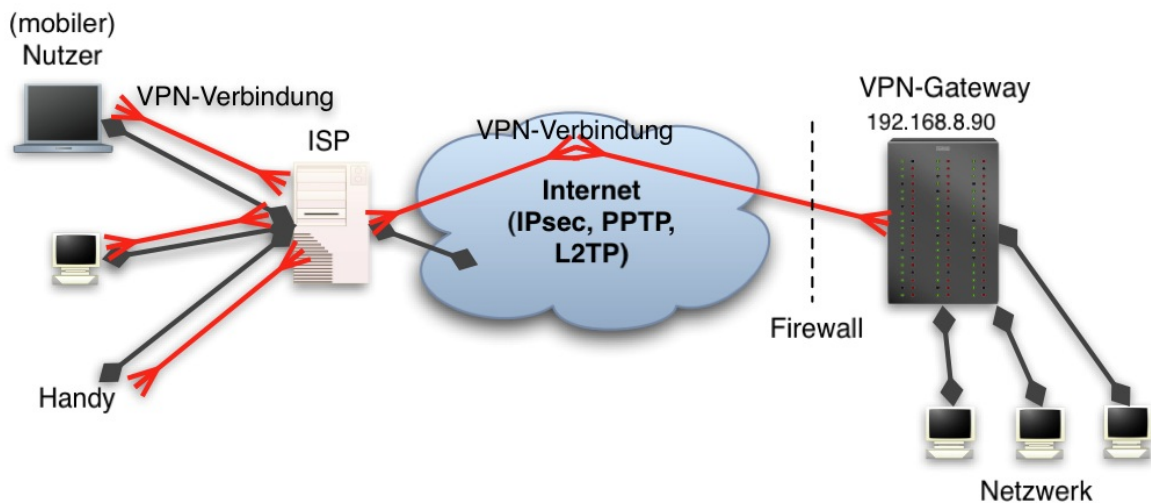 (mobiler)
Nutzer
VPN-Verbindung
ISP
VPN-Verbindung
Internet
(IPsec, PPTP,
L2TP)
VPN-Gateway
192.168.8.90
Firewall
Handy
Netzwerk